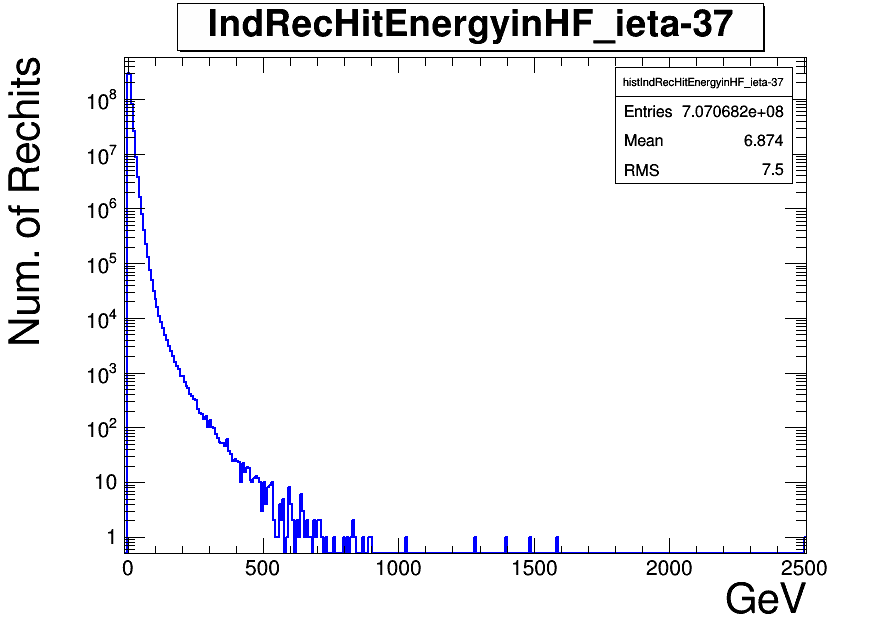 IndRecHitEnergyinHF_ieta-37
histIndRecHitEnergyinHF_ieta-37
Entries 7.070682e+08
Mean 6.874
RMS 7.5
Num. of Rechits
10^8
10^7
10^6
10^5
10^4
10^3
10^2
10
1
0 500 1000 1500 2000 2500
GeV